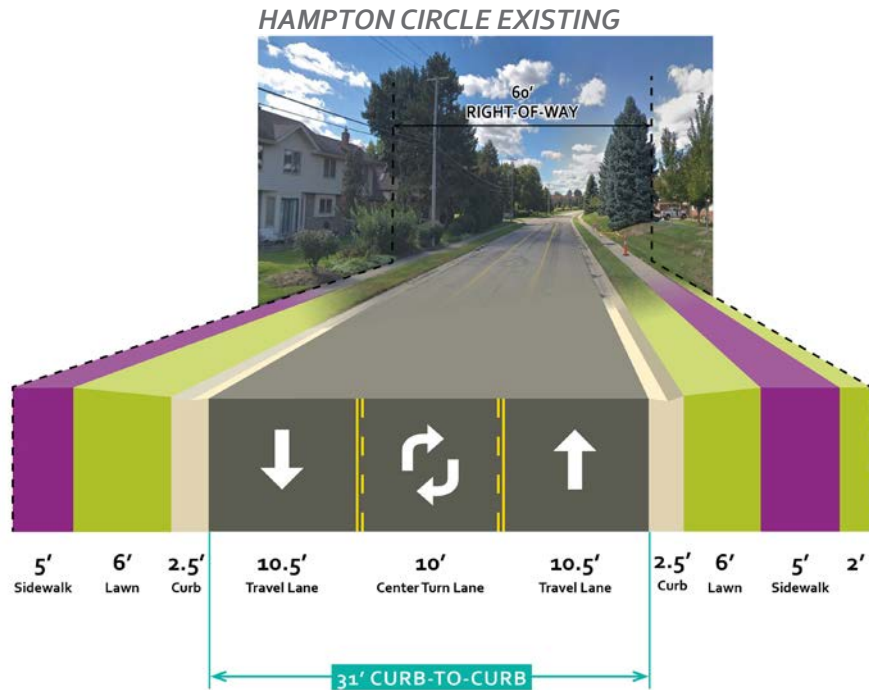 HAMPTON CIRCLE EXISTING
60'
RIGHT-OF-WAY
5' 6' 2.5' 10.5' 10' 10.5' 2.5' 6' 5' 2'
Sidewalk Lawn Curb Travel Lane Center Turn Lane Travel Lane Curb Lawn Sidewalk
31' CURB-TO-CURB